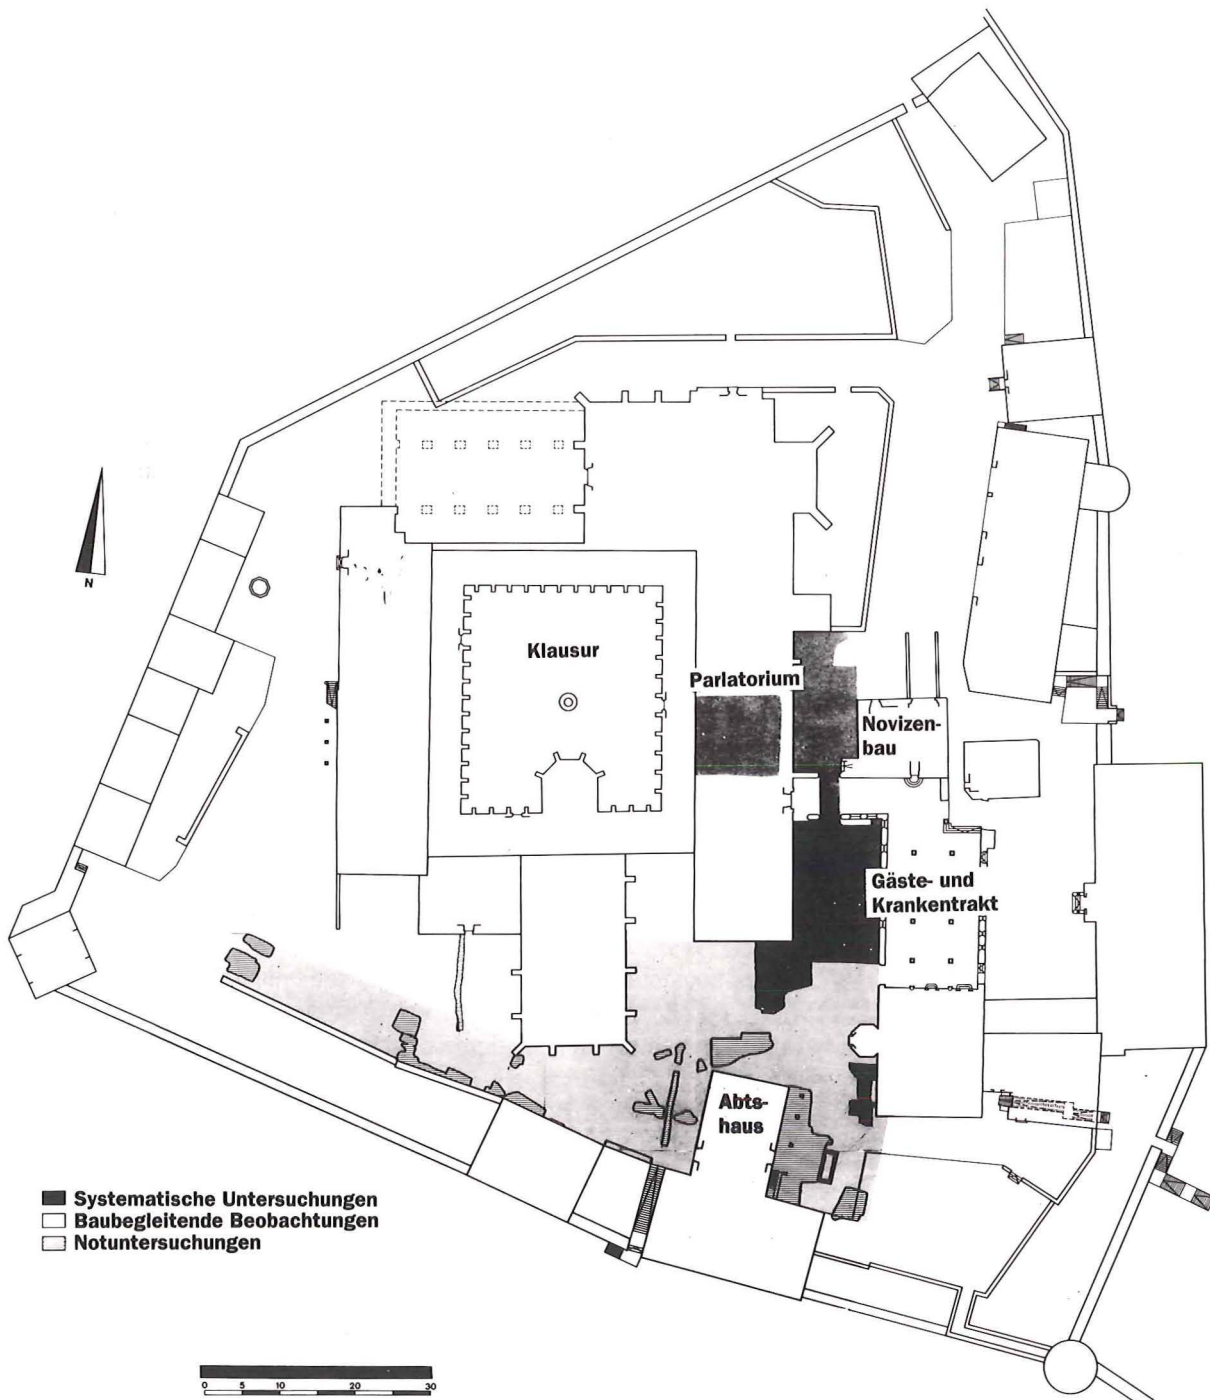 N
Klausur
Parlatorium
Novizen-
bau
Gäste- und
Krankentrakt
Abts-
haus
Systematische Untersuchungen
Baubegleitende Beobachtungen
Notuntersuchungen
0 5 10 20 30